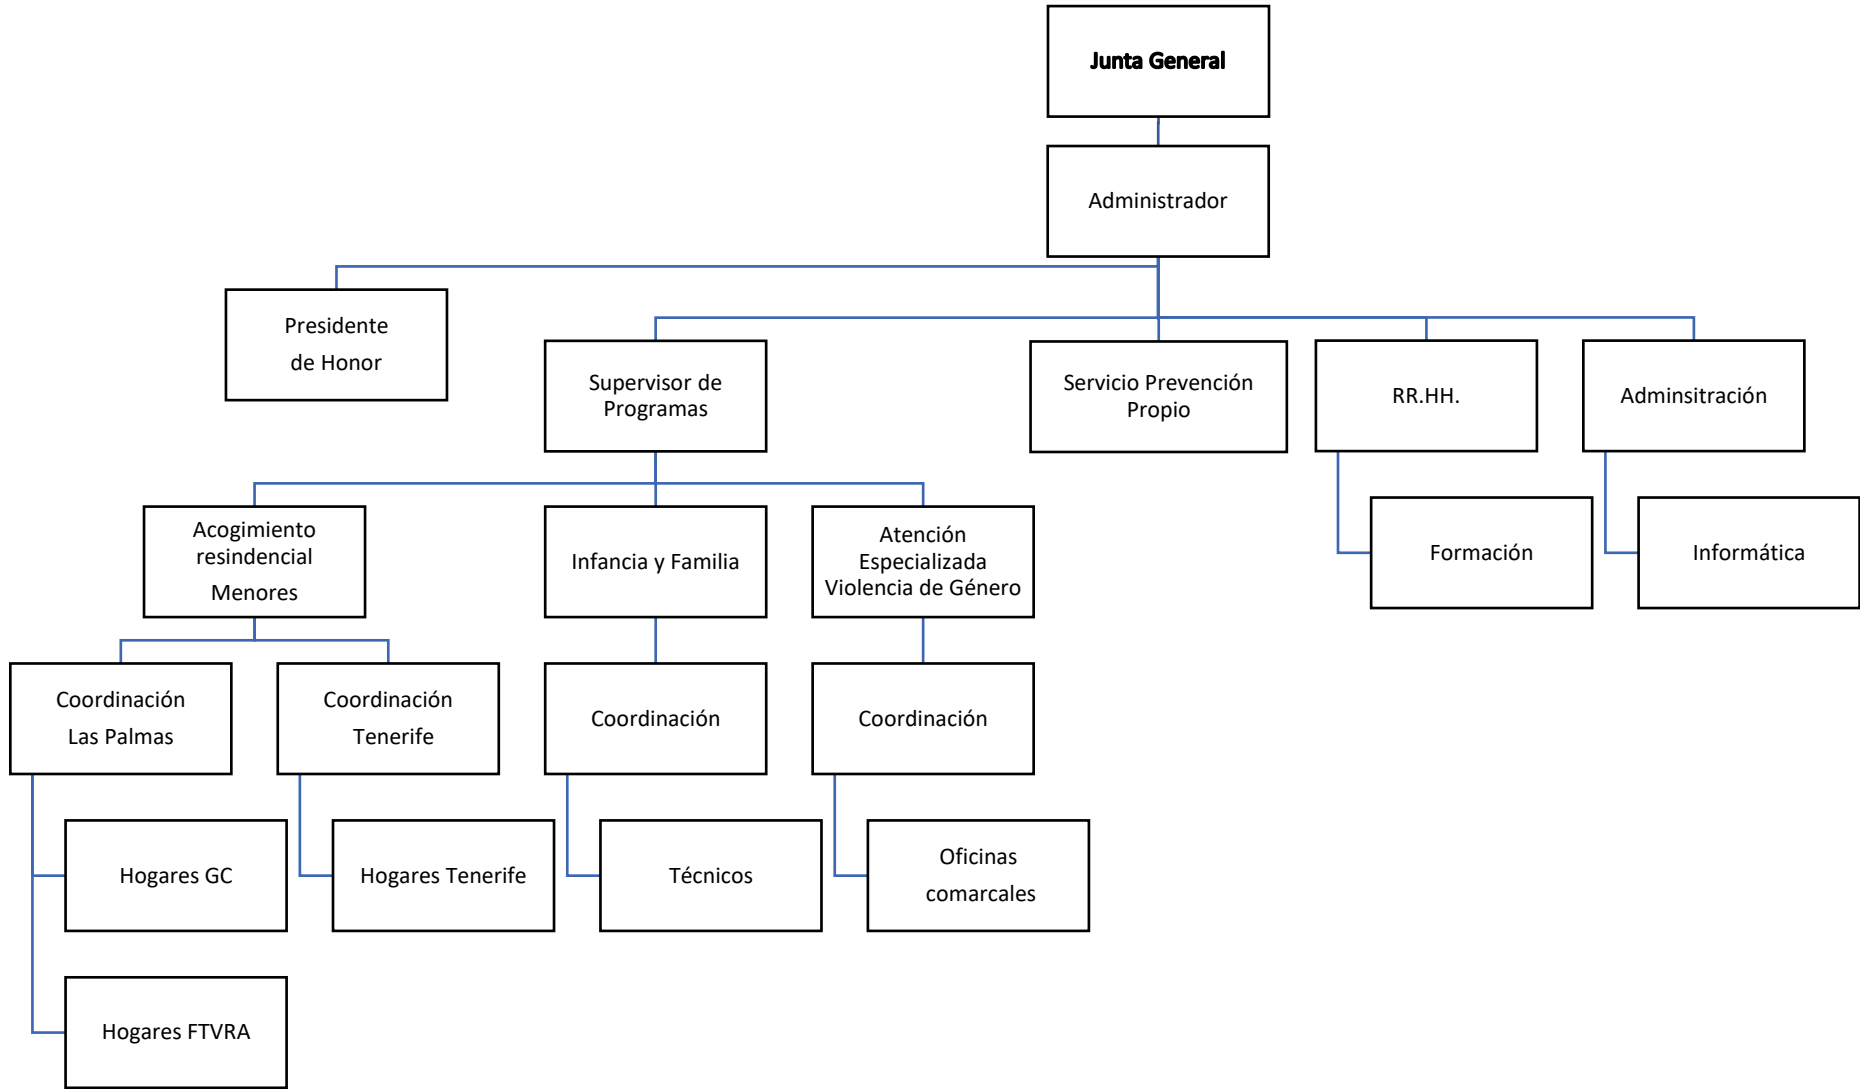 Junta General
Administrador
Presidente
de Honor
Supervisor de
Programas
Servicio Prevención
Propio
RR.HH.
Adminsitración
Acogimiento
resindencial
Menores
Infancia y Familia
Atención
Especializada
Violencia de Género
Formación
Informática
Coordinación
Las Palmas
Coordinación
Tenerife
Coordinación
Coordinación
Hogares GC
Hogares Tenerife
Técnicos
Oficinas
comarcales
Hogares FTVRA